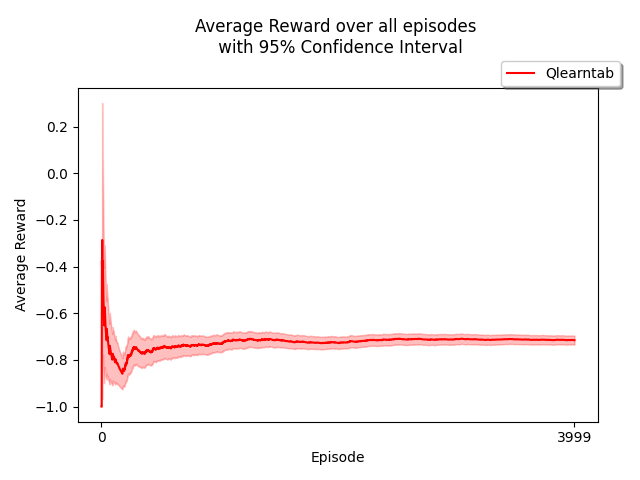 Average Reward over all episodes
with 95% Confidence Interval
Qlearntab
0.2
0.0
−0.2
−0.4
−0.6
−0.8
−1.0
Average Reward
0
3999
Episode